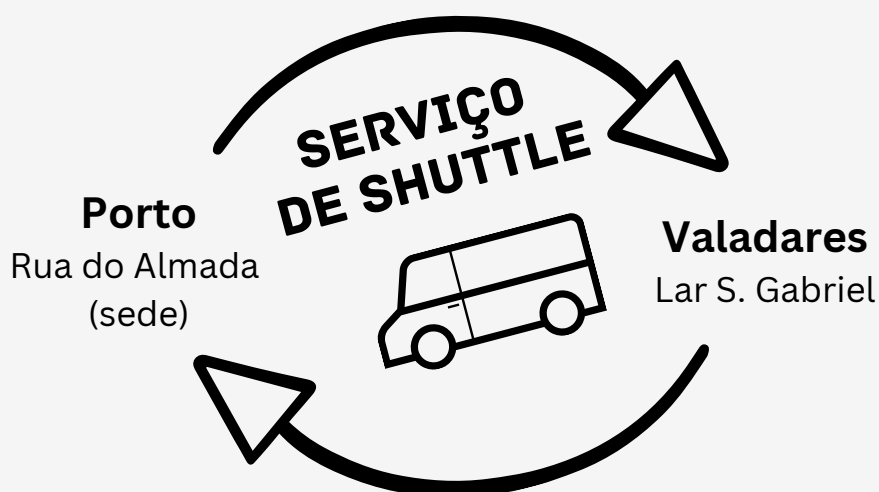 SERVIÇO
DE SHUTTLE
Porto
Rua do Almada
(sede)
Valadares
Lar S. Gabriel